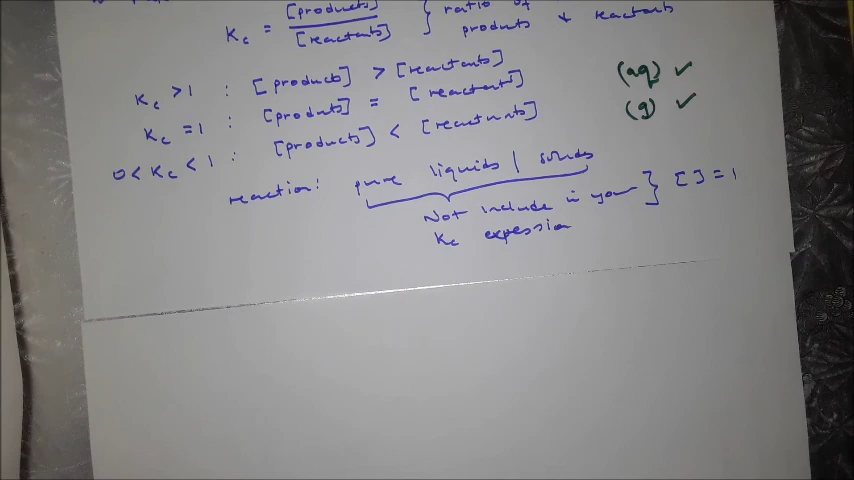 Kc = [products] / [reactants] } ratio of products & reactants
Kc > 1 : [products] > [reactants]
Kc = 1 : [products] = [reactants]
0 < Kc < 1 : [products] < [reactants]
(aq) ✓
(g) ✓
reaction: pure liquids | solids
Not include in your } [ ] = 1
Kc expession